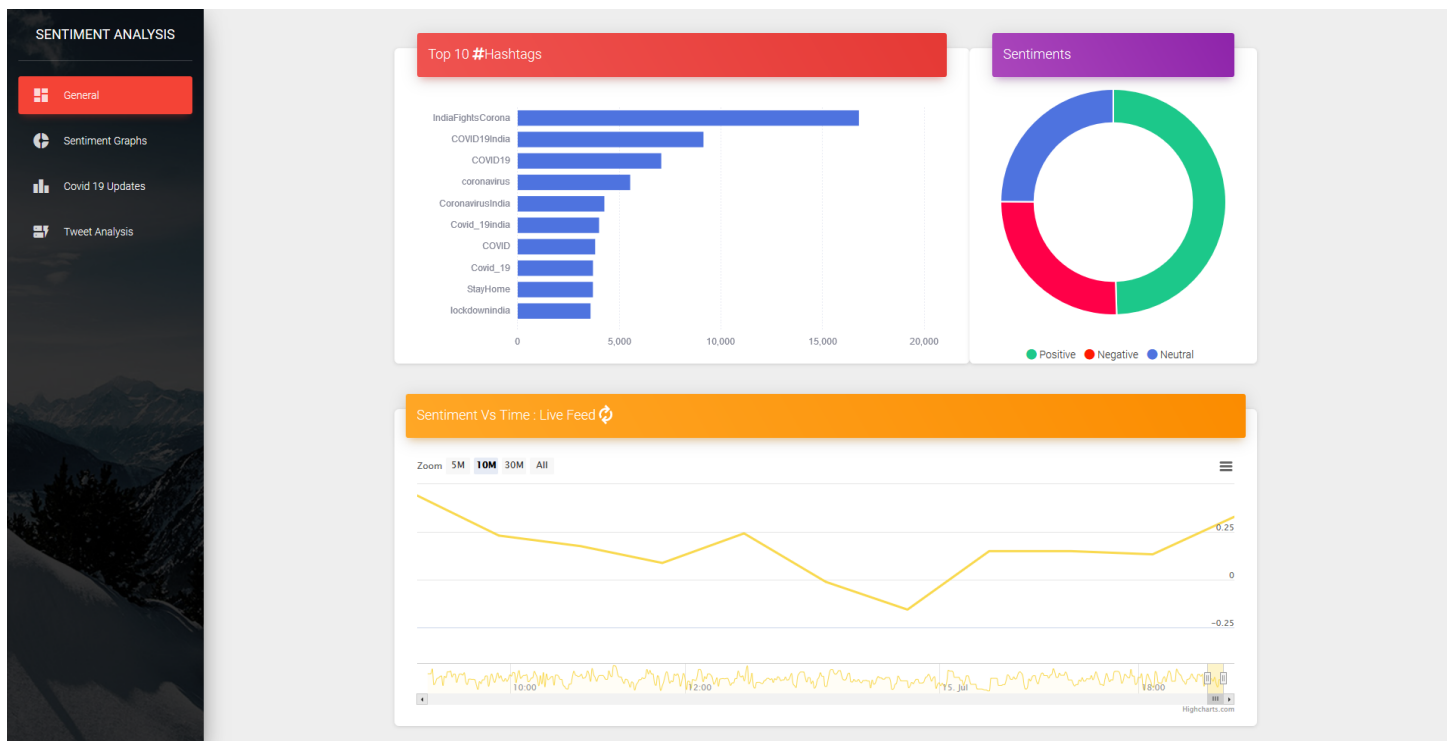 SENTIMENT ANALYSIS
General
Sentiment Graphs
Covid 19 Updates
Tweet Analysis
Top 10 #Hashtags
IndiaFightsCorona
COVID19India
COVID19
coronavirus
CoronavirusIndia
Covid_19india
COVID
Covid_19
StayHome
lockdownindia
0 5,000 10,000 15,000 20,000
Sentiments
Positive Negative Neutral
Sentiment Vs Time : Live Feed
Zoom 5M 10M 30M All
0.25
0
-0.25
10:00 12:00 15. Jul 18:00
Highcharts.com